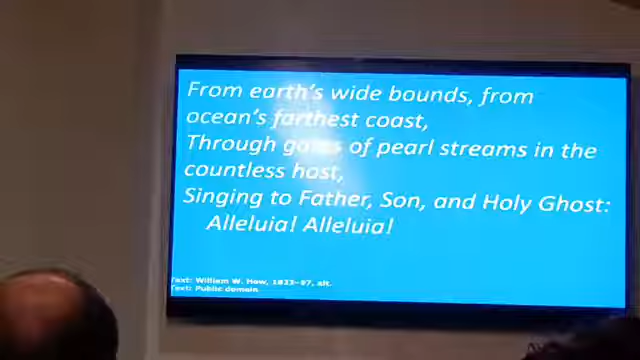 From earth's wide bounds, from
ocean's farthest coast,
Through gates of pearl streams in the
countless host,
Singing to Father, Son, and Holy Ghost:
Alleluia! Alleluia!
Text: William W. How, 1823–97, alt.
Text: Public domain